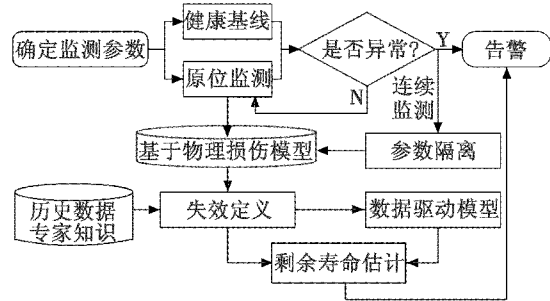 健康基线
确定监测参数
原位监测
是否异常?
Y
告警
N
连续
监测
基于物理损伤模型
参数隔离
历史数据
专家知识
失效定义
数据驱动模型
剩余寿命估计